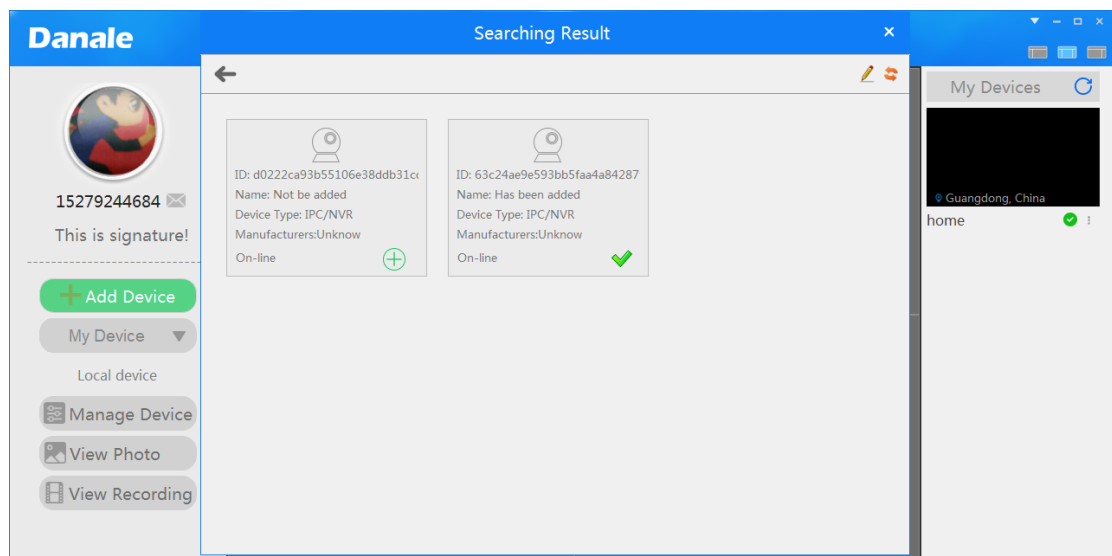 Danale
Searching Result
15279244684
This is signature!
Add Device
My Device
Local device
Manage Device
View Photo
View Recording
ID: d0222ca93b55106e38ddb31c
Name: Not be added
Device Type: IPC/NVR
Manufacturers:Unknow
On-line
ID: 63c24ae9e593bb5faa4a84287
Name: Has been added
Device Type: IPC/NVR
Manufacturers:Unknow
On-line
My Devices
Guangdong, China
home